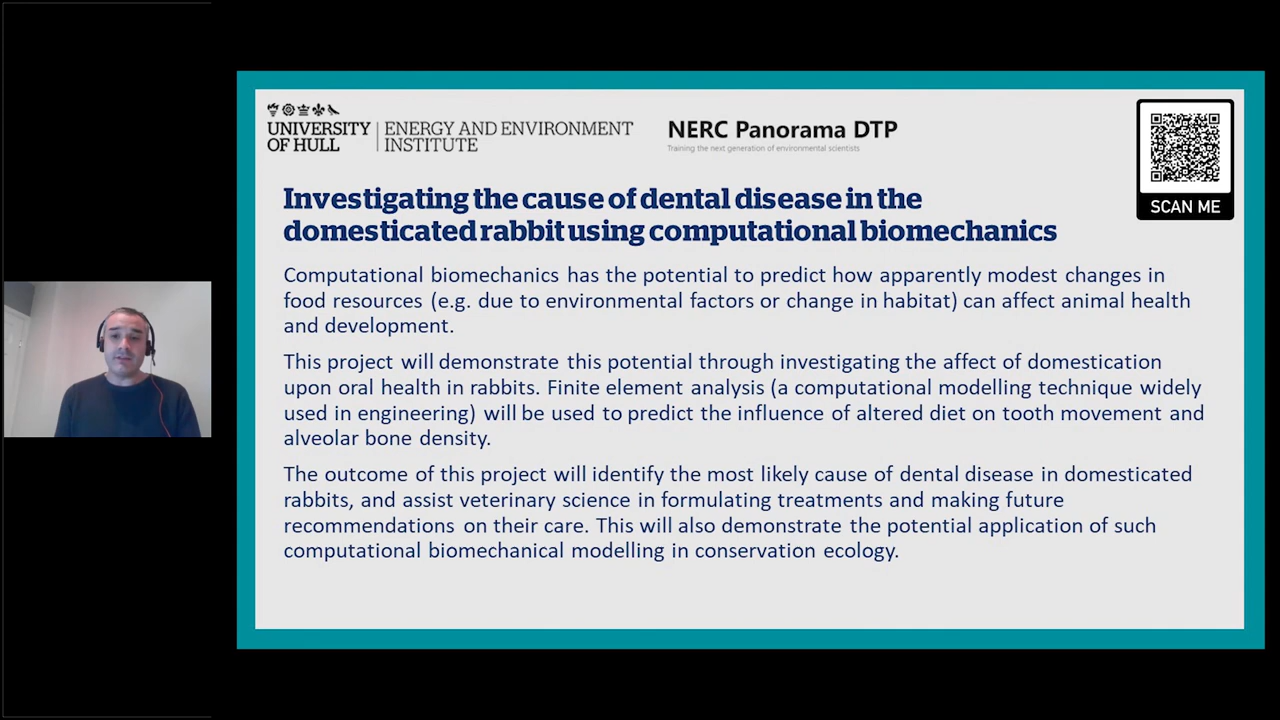 UNIVERSITY
OF HULL
ENERGY AND ENVIRONMENT
INSTITUTE
NERC Panorama DTP
Training the next generation of environmental scientists
SCAN ME
Investigating the cause of dental disease in the
domesticated rabbit using computational biomechanics
Computational biomechanics has the potential to predict how apparently modest changes in
food resources (e.g. due to environmental factors or change in habitat) can affect animal health
and development.
This project will demonstrate this potential through investigating the affect of domestication
upon oral health in rabbits. Finite element analysis (a computational modelling technique widely
used in engineering) will be used to predict the influence of altered diet on tooth movement and
alveolar bone density.
The outcome of this project will identify the most likely cause of dental disease in domesticated
rabbits, and assist veterinary science in formulating treatments and making future
recommendations on their care. This will also demonstrate the potential application of such
computational biomechanical modelling in conservation ecology.